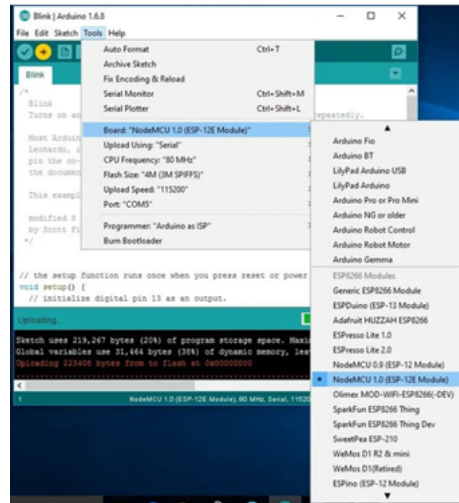 Blink | Arduino 1.6.8
File Edit Sketch Tools Help
Auto Format Ctrl+T
Archive Sketch
Fix Encoding & Reload
Serial Monitor Ctrl+Shift+M
Serial Plotter Ctrl+Shift+L
Board: "NodeMCU 1.0 (ESP-12E Module)"
Upload Using: "Serial"
CPU Frequency: "80 MHz"
Flash Size: "4M (3M SPIFFS)"
Upload Speed: "115200"
Port: "COM5"
Programmer: "Arduino as ISP"
Burn Bootloader
Blink
/*
Blink
Turns on an
repeatedly.
Most Arduin
Leonardo, i
pin the on-
the documen
This exampl
modified 8
by Scott Fi
*/
// the setup function runs once when you press reset or power
void setup() {
// initialize digital pin 13 as an output.
Uploading...
Sketch uses 219,267 bytes (20%) of program storage space. Maxi
Global variables use 31,464 bytes (38%) of dynamic memory, lea
Uploading 223408 bytes from to flash at 0x00000000
1 NodeMCU 1.0 (ESP-12E Module), 80 MHz, Serial, 11520
Arduino Fio
Arduino BT
LilyPad Arduino USB
LilyPad Arduino
Arduino Pro or Pro Mini
Arduino NG or older
Arduino Robot Control
Arduino Robot Motor
Arduino Gemma
ESP8266 Modules
Generic ESP8266 Module
ESPDuino (ESP-13 Module)
Adafruit HUZZAH ESP8266
ESPresso Lite 1.0
ESPresso Lite 2.0
NodeMCU 0.9 (ESP-12 Module)
NodeMCU 1.0 (ESP-12E Module)
Olimex MOD-WIFI-ESP8266(-DEV)
SparkFun ESP8266 Thing
SparkFun ESP8266 Thing Dev
SweetPea ESP-210
WeMos D1 R2 & mini
WeMos D1(Retired)
ESPino (ESP-12 Module)